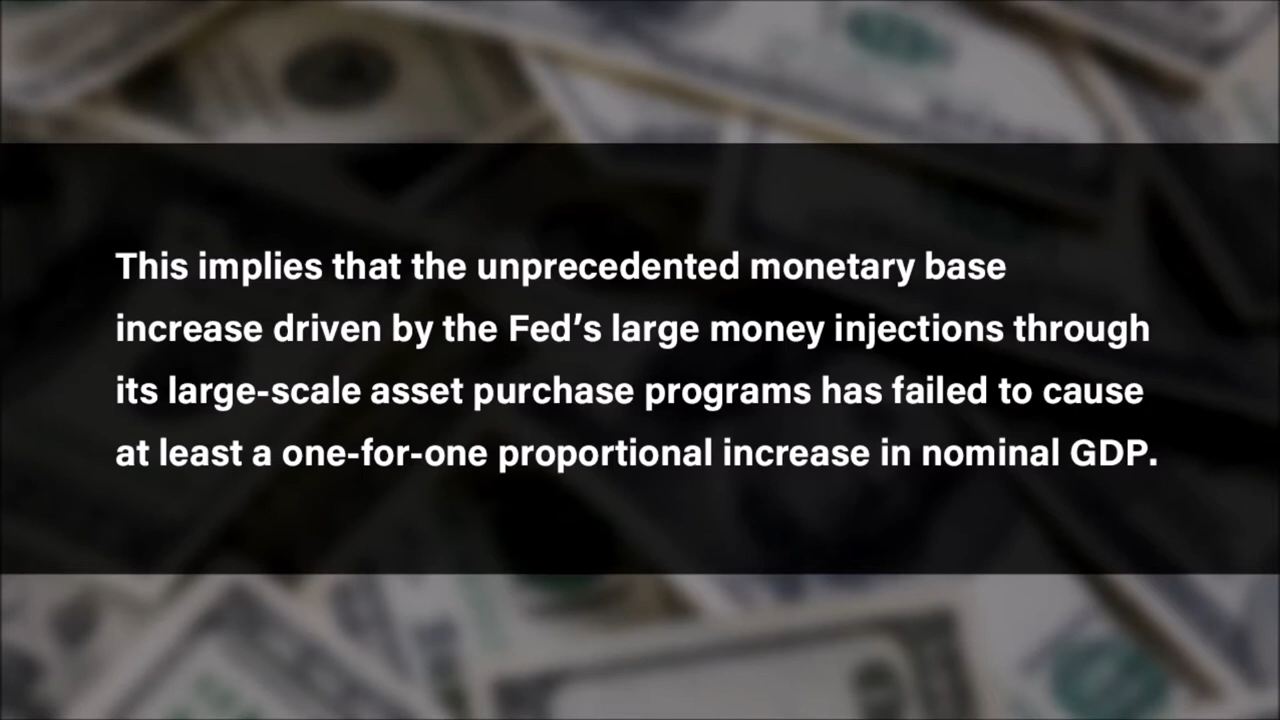 This implies that the unprecedented monetary base
increase driven by the Fed’s large money injections through
its large-scale asset purchase programs has failed to cause
at least a one-for-one proportional increase in nominal GDP.